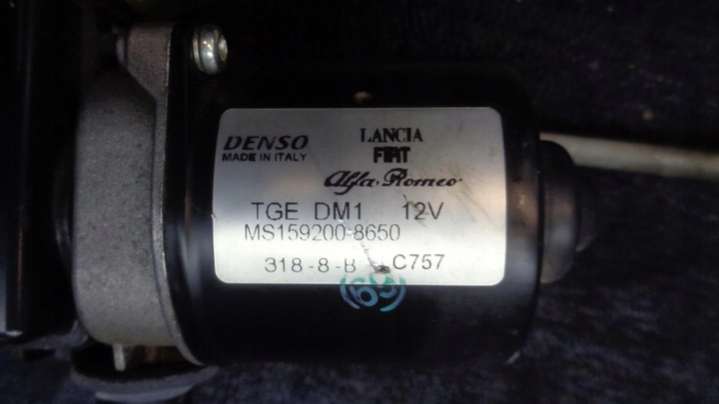 DENSO
MADE IN ITALY
LANCIA
FIAT
Alfa-Romeo
TGE DM1 12V
MS159200-8650
318-8-B C757